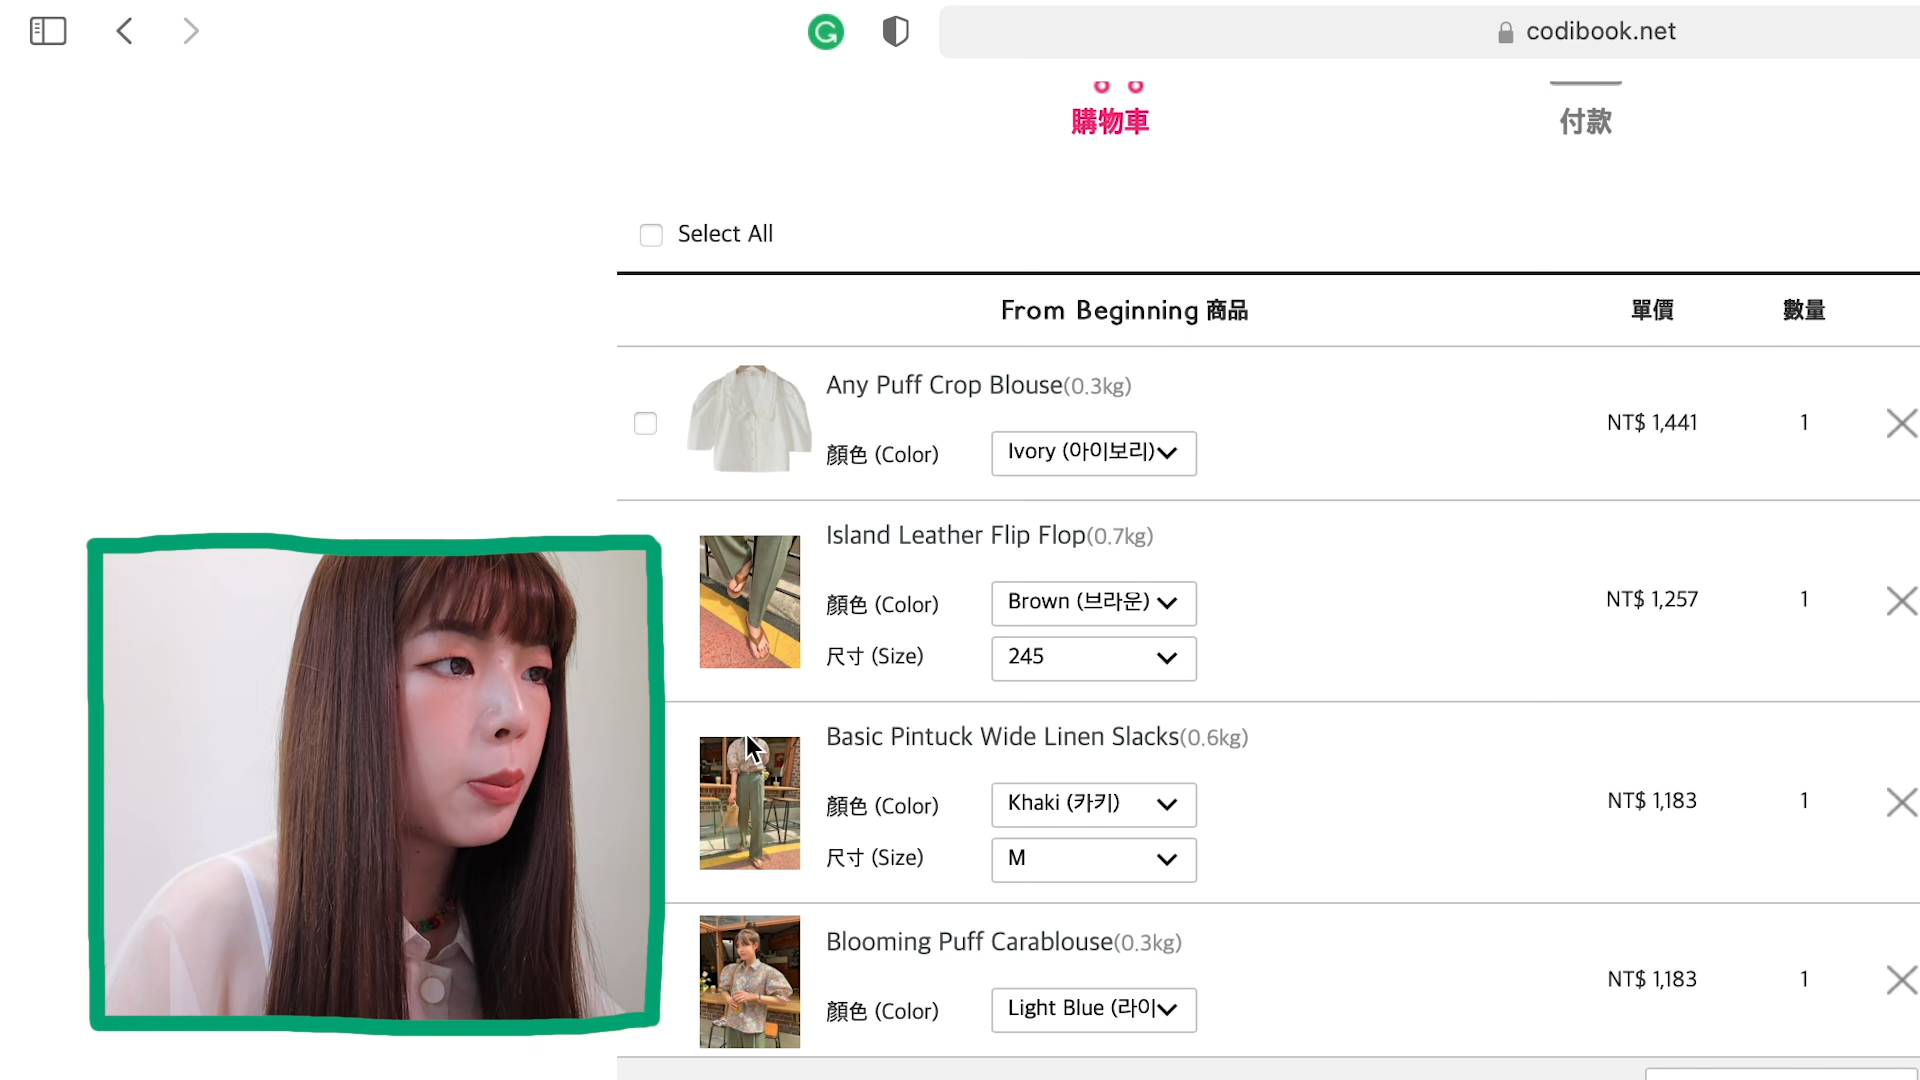 codibook.net
購物車
付款
Select All
From Beginning 商品
單價
數量
Any Puff Crop Blouse(0.3kg)
顏色 (Color)
Ivory (아이보리)
NT$ 1,441
1
Island Leather Flip Flop(0.7kg)
顏色 (Color)
Brown (브라운)
尺寸 (Size)
245
NT$ 1,257
1
Basic Pintuck Wide Linen Slacks(0.6kg)
顏色 (Color)
Khaki (카키)
尺寸 (Size)
M
NT$ 1,183
1
Blooming Puff Carablouse(0.3kg)
顏色 (Color)
Light Blue (라이
NT$ 1,183
1